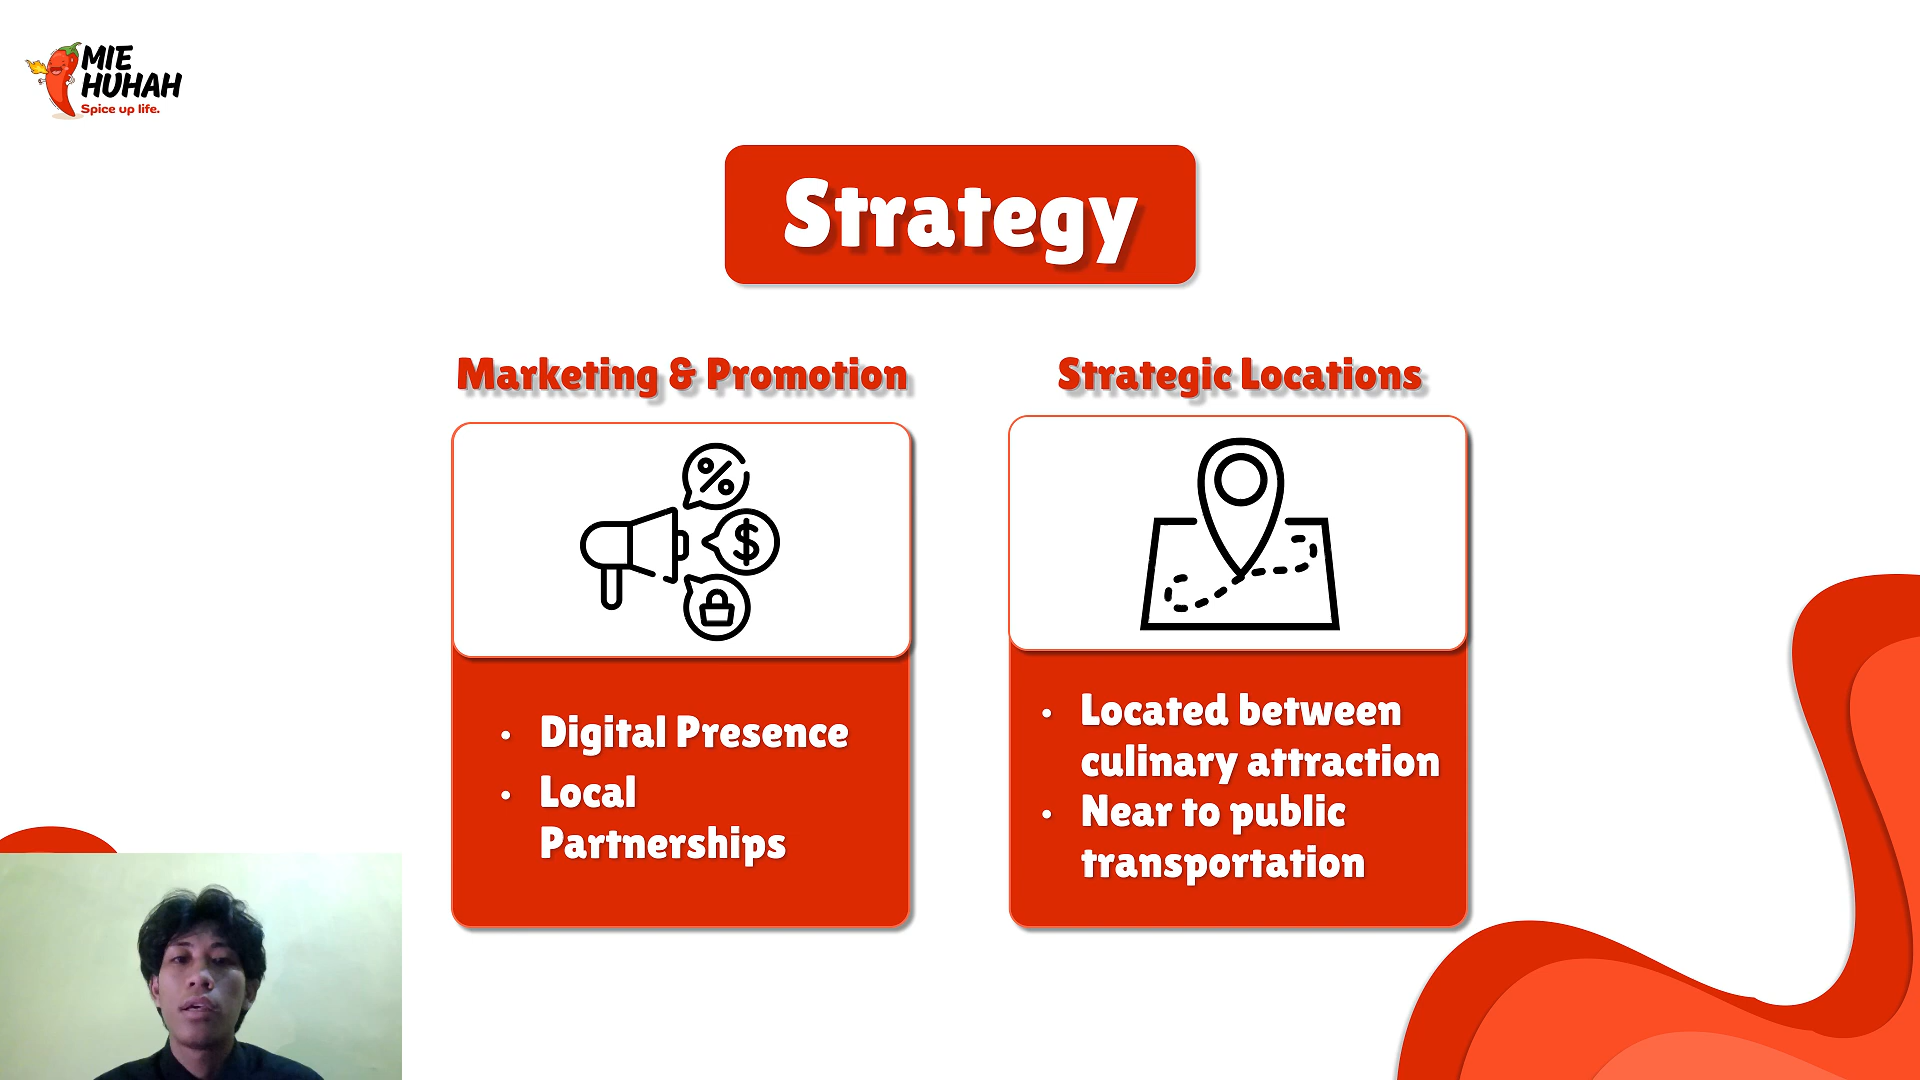 MIE
HUHAH
Spice up life.
Strategy
Marketing & Promotion
Strategic Locations
%
$
• Digital Presence
• Local
Partnerships
• Located between
culinary attraction
• Near to public
transportation